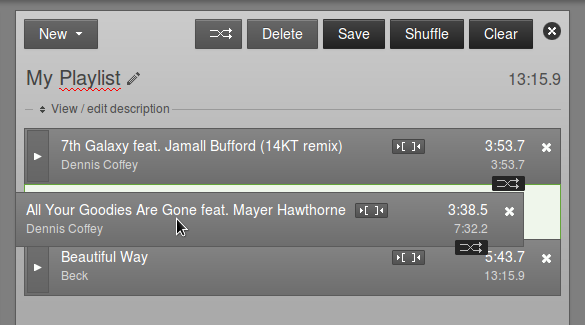 New Delete Save Shuffle Clear
My Playlist 13:15.9
View / edit description
7th Galaxy feat. Jamall Bufford (14KT remix) 3:53.7
Dennis Coffey 3:53.7
All Your Goodies Are Gone feat. Mayer Hawthorne 3:38.5
Dennis Coffey 7:32.2
Beautiful Way 5:43.7
Beck 13:15.9